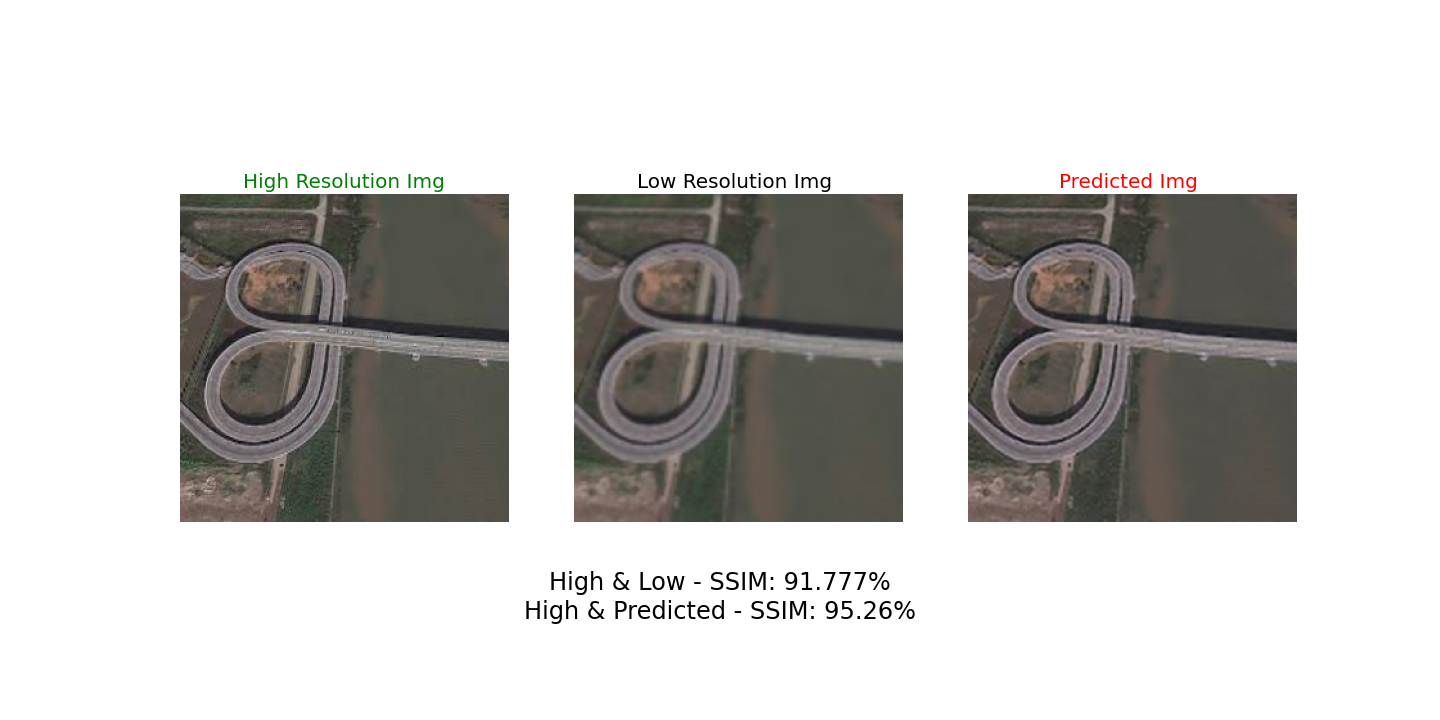 High Resolution Img
Low Resolution Img
Predicted Img
High & Low - SSIM: 91.777%
High & Predicted - SSIM: 95.26%